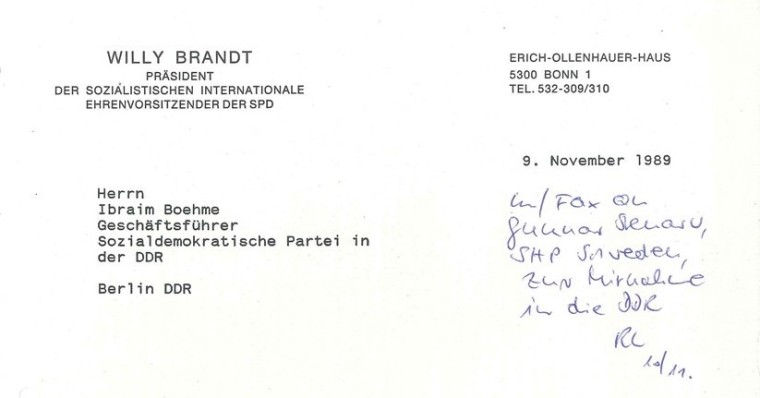 WILLY BRANDT
PRÄSIDENT
DER SOZIALISTISCHEN INTERNATIONALE
EHRENVORSITZENDER DER SPD
ERICH-OLLENHAUER-HAUS
5300 BONN 1
TEL. 532-309/310
9. November 1989
Herrn
Ibraim Boehme
Geschäftsführer
Sozialdemokratische Partei in
der DDR
Berlin DDR
Fax an
Gunnar
Schweden,
zur Mitnahme
in die DDR
10/11.